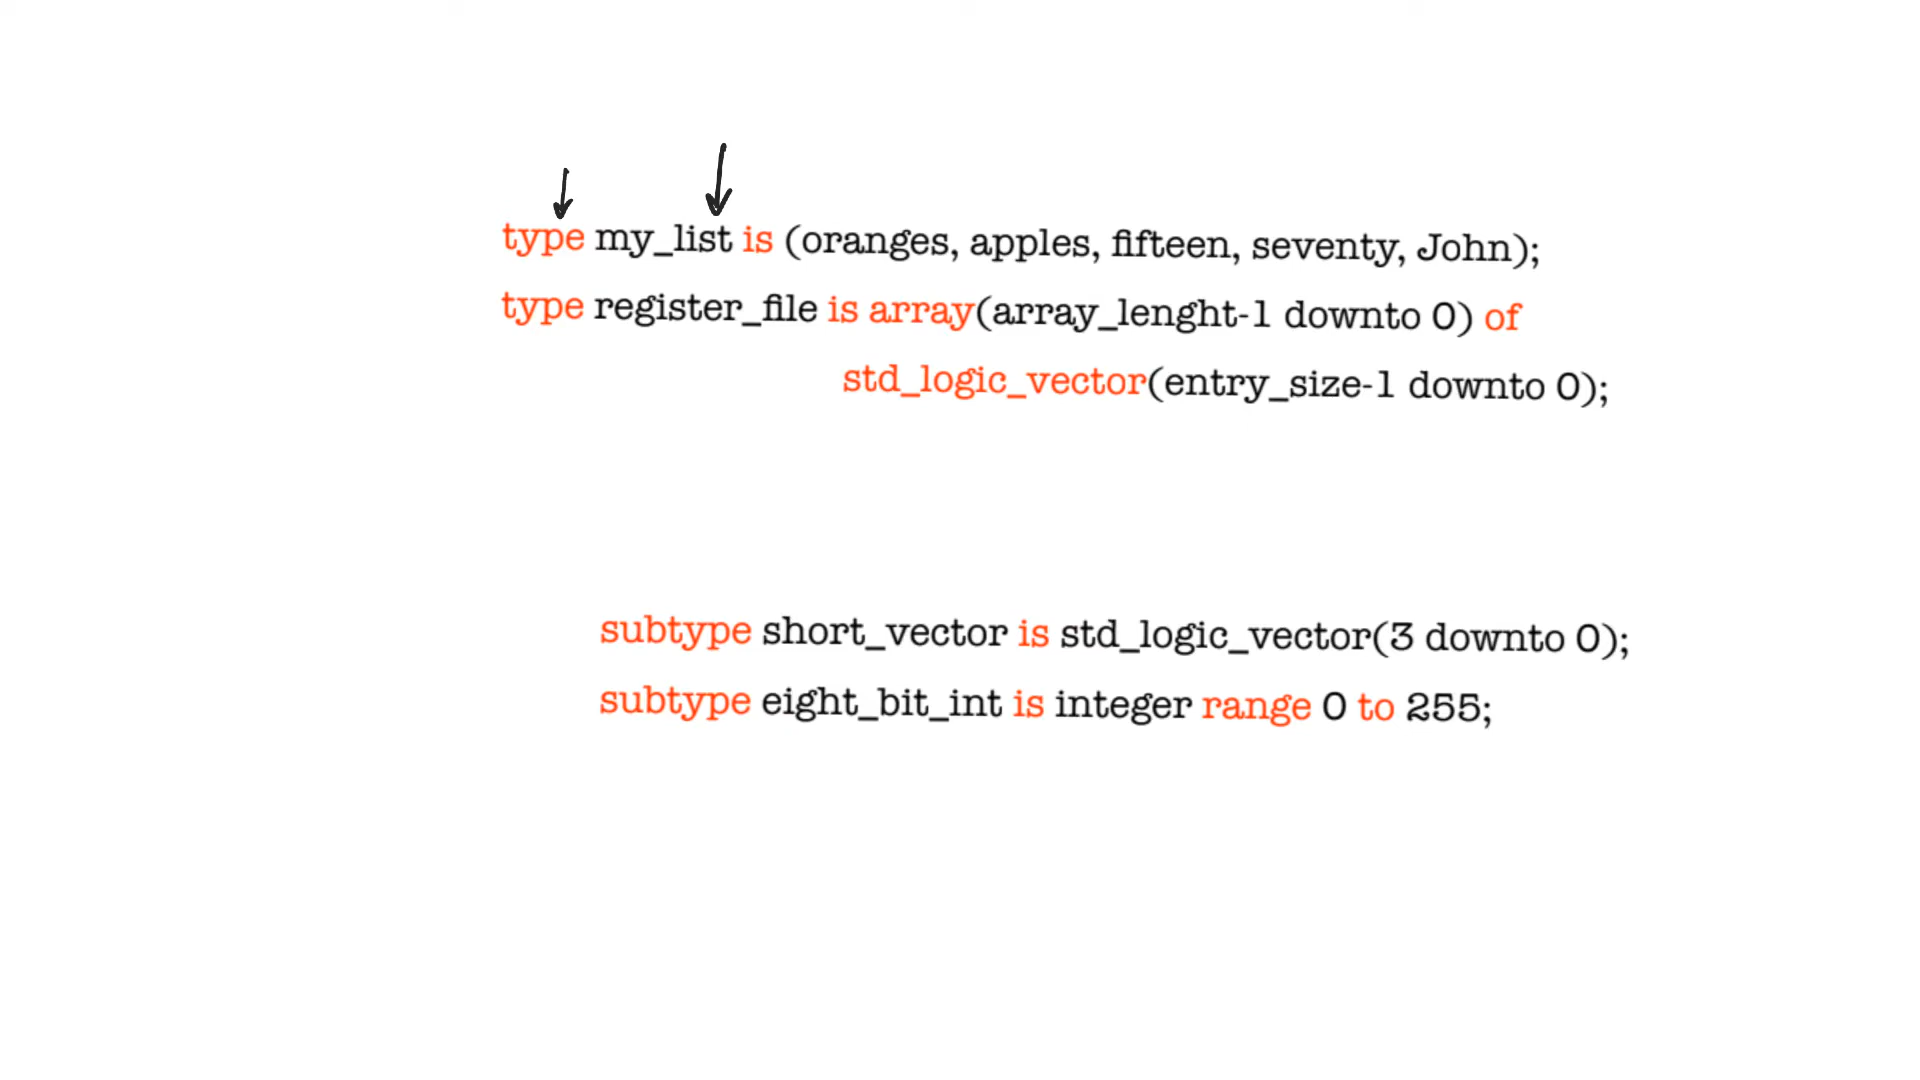 type my_list is (oranges, apples, fifteen, seventy, John);
type register_file is array(array_lenght-1 downto 0) of
std_logic_vector(entry_size-1 downto 0);
subtype short_vector is std_logic_vector(3 downto 0);
subtype eight_bit_int is integer range 0 to 255;